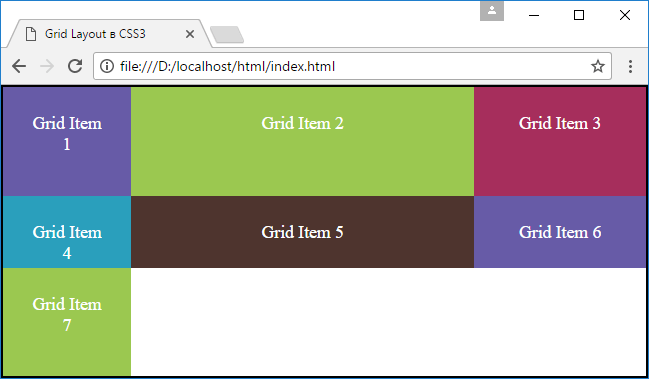 Grid Layout в CSS3
file:///D:/localhost/html/index.html
Grid Item
1
Grid Item 2
Grid Item 3
Grid Item
4
Grid Item 5
Grid Item 6
Grid Item
7